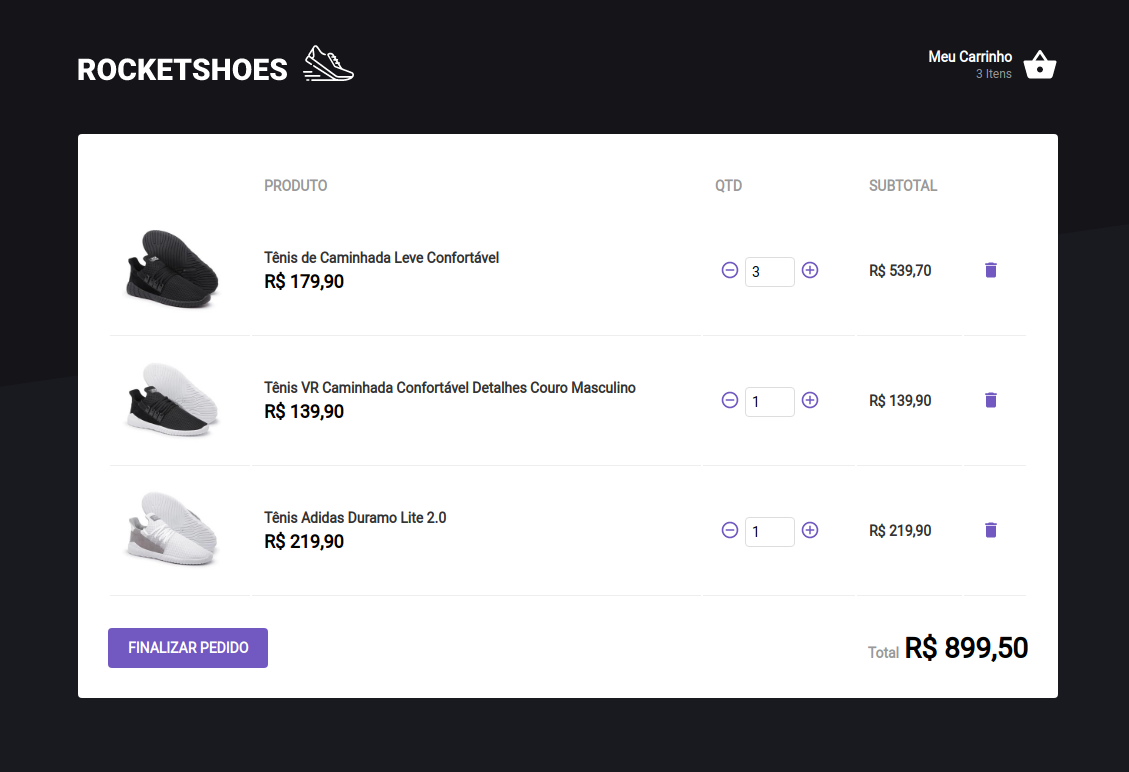 ROCKETSHOES
Meu Carrinho
3 Itens
PRODUTO QTD SUBTOTAL
Tênis de Caminhada Leve Confortável
R$ 179,90
3
R$ 539,70
Tênis VR Caminhada Confortável Detalhes Couro Masculino
R$ 139,90
1
R$ 139,90
Tênis Adidas Duramo Lite 2.0
R$ 219,90
1
R$ 219,90
FINALIZAR PEDIDO
Total R$ 899,50